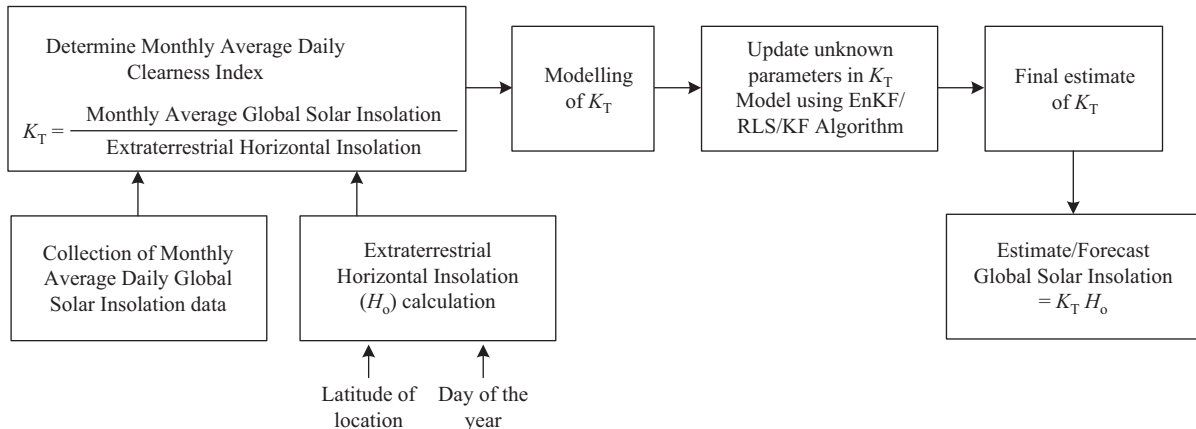 Determine Monthly Average Daily
Clearness Index
K_T = Monthly Average Global Solar Insolation
Extraterrestrial Horizontal Insolation
Modelling
of K_T
Update unknown
parameters in K_T
Model using EnKF/
RLS/KF Algorithm
Final estimate
of K_T
Collection of Monthly
Average Daily Global
Solar Insolation data
Extraterrestrial
Horizontal Insolation
(H_o) calculation
Estimate/Forecast
Global Solar Insolation
= K_T H_o
Latitude of
location
Day of the
year